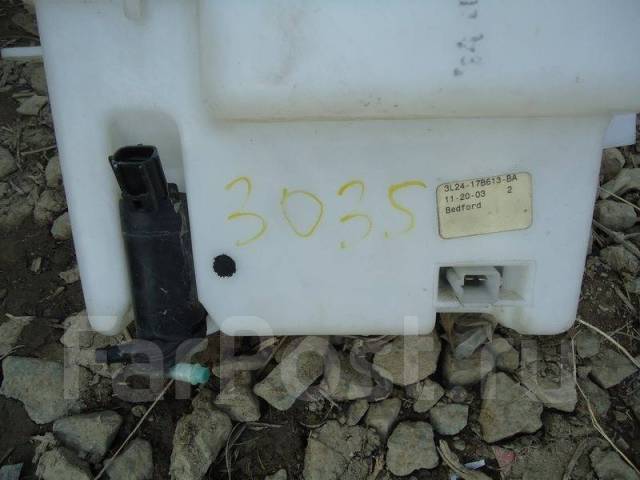 3L24-17B613-BA
11-20-03 2
Bedford
3035
FarPost.ru